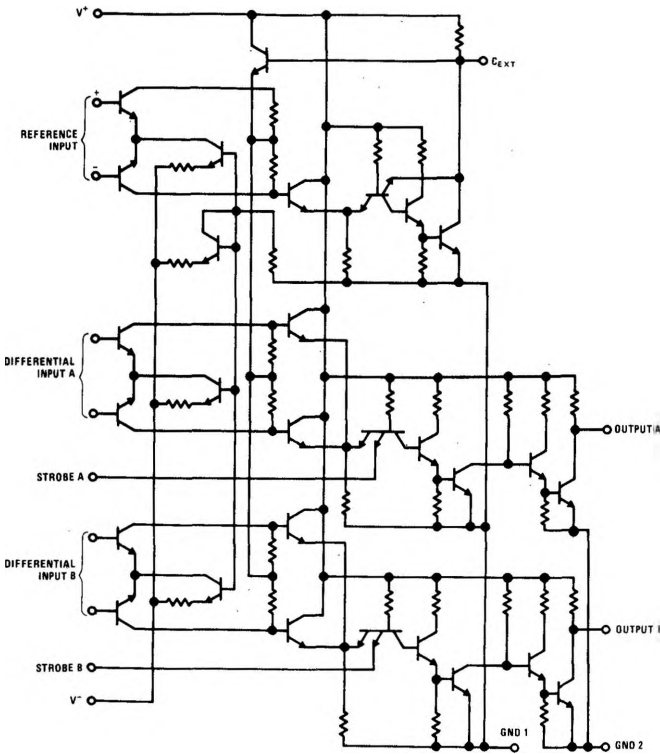 V+
CEXT
+
REFERENCE
INPUT
-
DIFFERENTIAL
INPUT A
OUTPUT A
STROBE A
DIFFERENTIAL
INPUT B
OUTPUT
STROBE B
V-
GND 1
GND 2